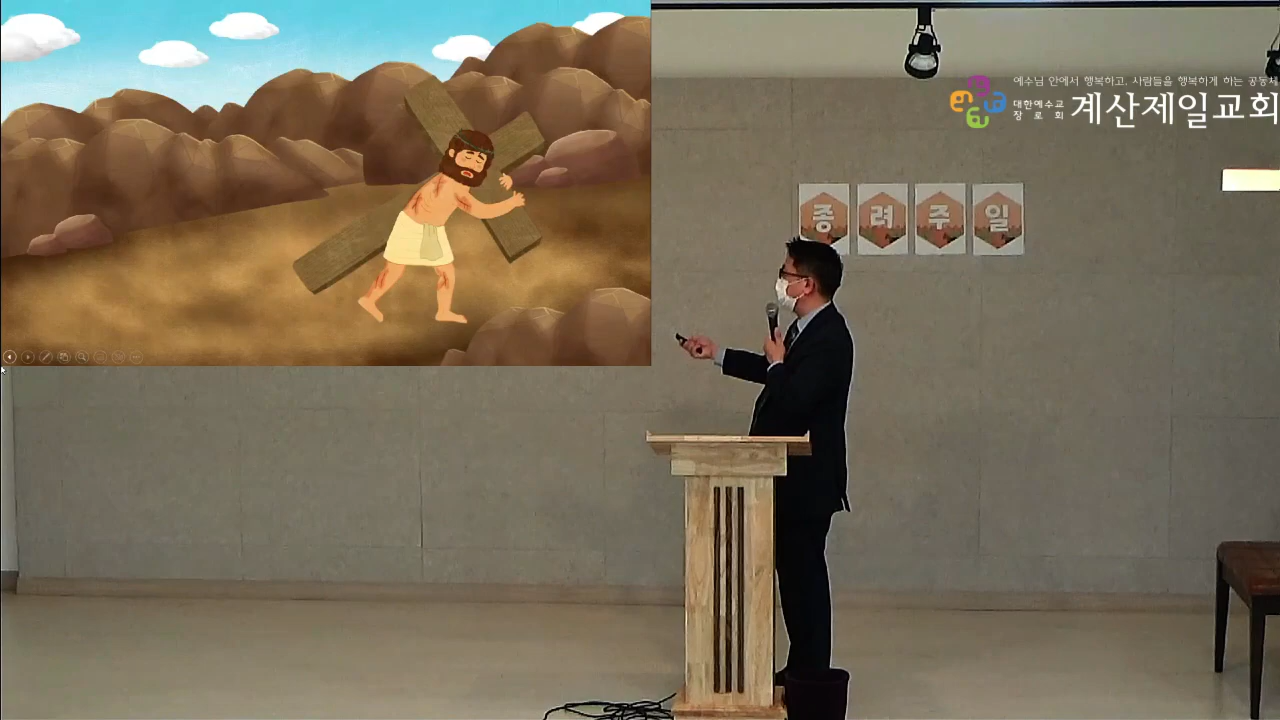 예수님 안에서 행복하고, 사람들을 행복하게 하는 공동체
대한예수교
장로회
계산제일교회
종려주일